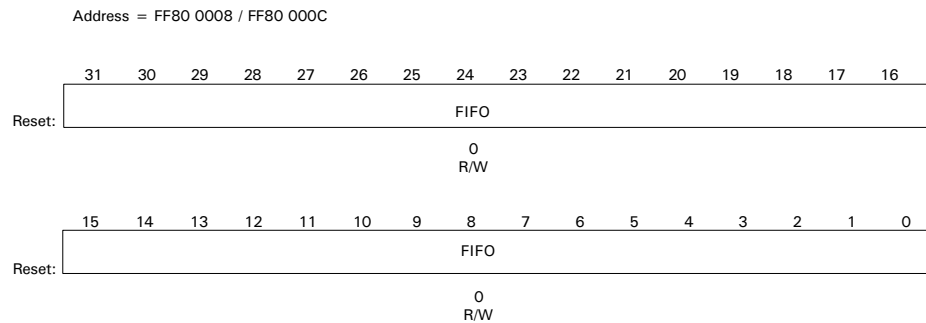 Address = FF80 0008 / FF80 000C
31 30 29 28 27 26 25 24 23 22 21 20 19 18 17 16
FIFO
Reset:
0
R/W
15 14 13 12 11 10 9 8 7 6 5 4 3 2 1 0
FIFO
Reset:
0
R/W